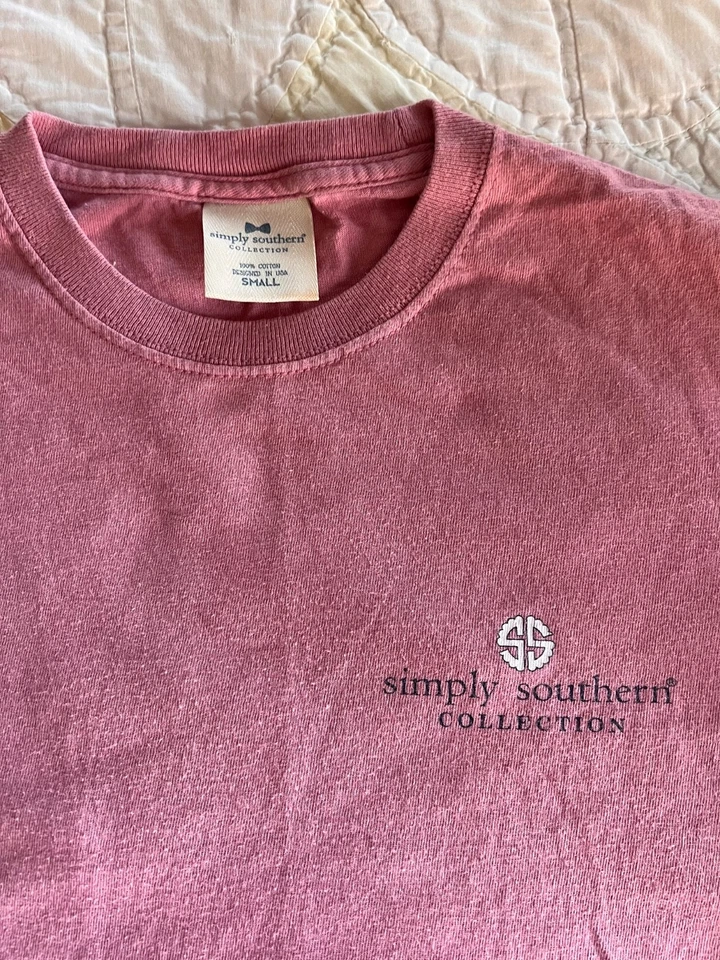 simply southern®
COLLECTION
100% COTTON
DESIGNED IN USA
SMALL
SS
simply southern®
COLLECTION